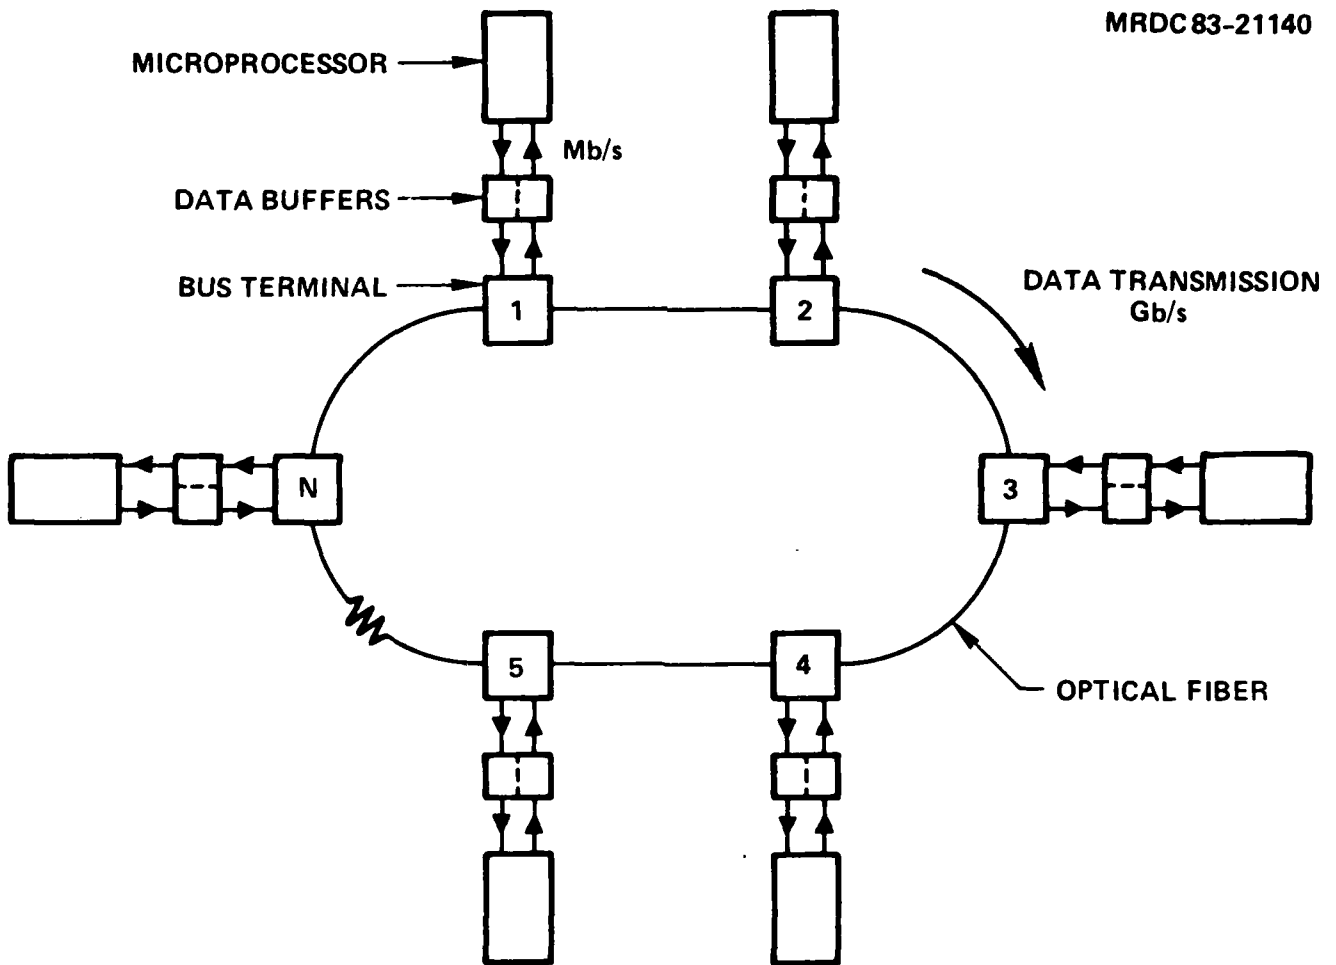 MRDC83-21140
MICROPROCESSOR
Mb/s
DATA BUFFERS
BUS TERMINAL
1
2
DATA TRANSMISSION
Gb/s
N
3
5
4
OPTICAL FIBER